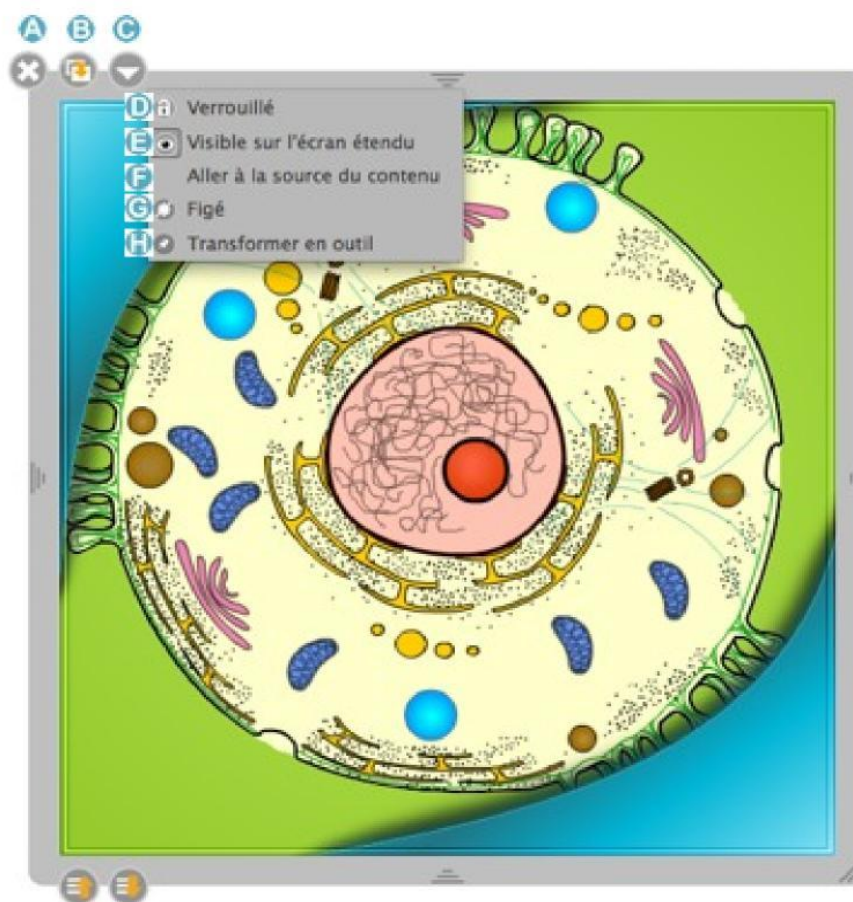 A B C
D Verrouillé
E Visible sur l'écran étendu
F Aller à la source du contenu
G Figé
H Transformer en outil